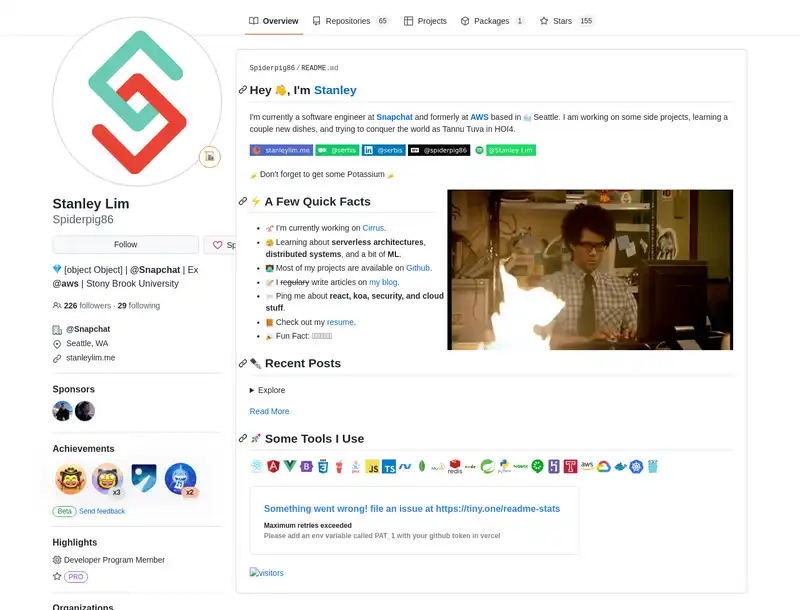 Overview
Repositories 65
Projects
Packages 1
Stars 155
Stanley Lim
Spiderpig86
Follow
Sp
[object Object] | @Snapchat | Ex
@aws | Stony Brook University
226 followers · 29 following
@Snapchat
Seattle, WA
stanleylim.me
Sponsors
Achievements
x3
x2
Beta Send feedback
Highlights
Developer Program Member
PRO
Organizations
Spiderpig86/README.md
Hey 👋, I'm Stanley
I'm currently a software engineer at Snapchat and formerly at AWS based in 🌧 Seattle. I am working on some side projects, learning a
couple new dishes, and trying to conquer the world as Tannu Tuva in HOI4.
stanleylim.me @serbis @serbis @spiderpig86 @Stanley Lim
🍌 Don't forget to get some Potassium 🍌
⚡ A Few Quick Facts
I'm currently working on Cirrus.
Learning about serverless architectures,
distributed systems, and a bit of ML.
Most of my projects are available on Github.
I regulary write articles on my blog.
Ping me about react, koa, security, and cloud
stuff.
Check out my resume.
Fun Fact:
Recent Posts
Explore
Read More
🚀 Some Tools I Use
JS TS redis node python aws
Something went wrong! file an issue at https://tiny.one/readme-stats
Maximum retries exceeded
Please add an env variable called PAT_1 with your github token in vercel
visitors